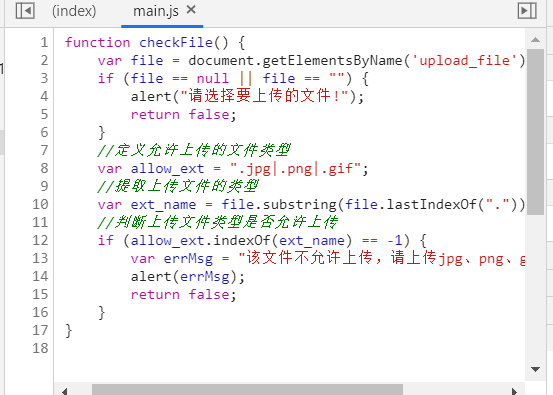 (index)
main.js ×
1 function checkFile() {
2 var file = document.getElementsByName('upload_file')
3 if (file == null || file == "") {
4 alert("请选择要上传的文件!");
5 return false;
6 }
7 //定义允许上传的文件类型
8 var allow_ext = ".jpg|.png|.gif";
9 //提取上传文件的类型
10 var ext_name = file.substring(file.lastIndexOf("."))
11 //判断上传文件类型是否允许上传
12 if (allow_ext.indexOf(ext_name) == -1) {
13 var errMsg = "该文件不允许上传，请上传jpg、png、g
14 alert(errMsg);
15 return false;
16 }
17 }
18